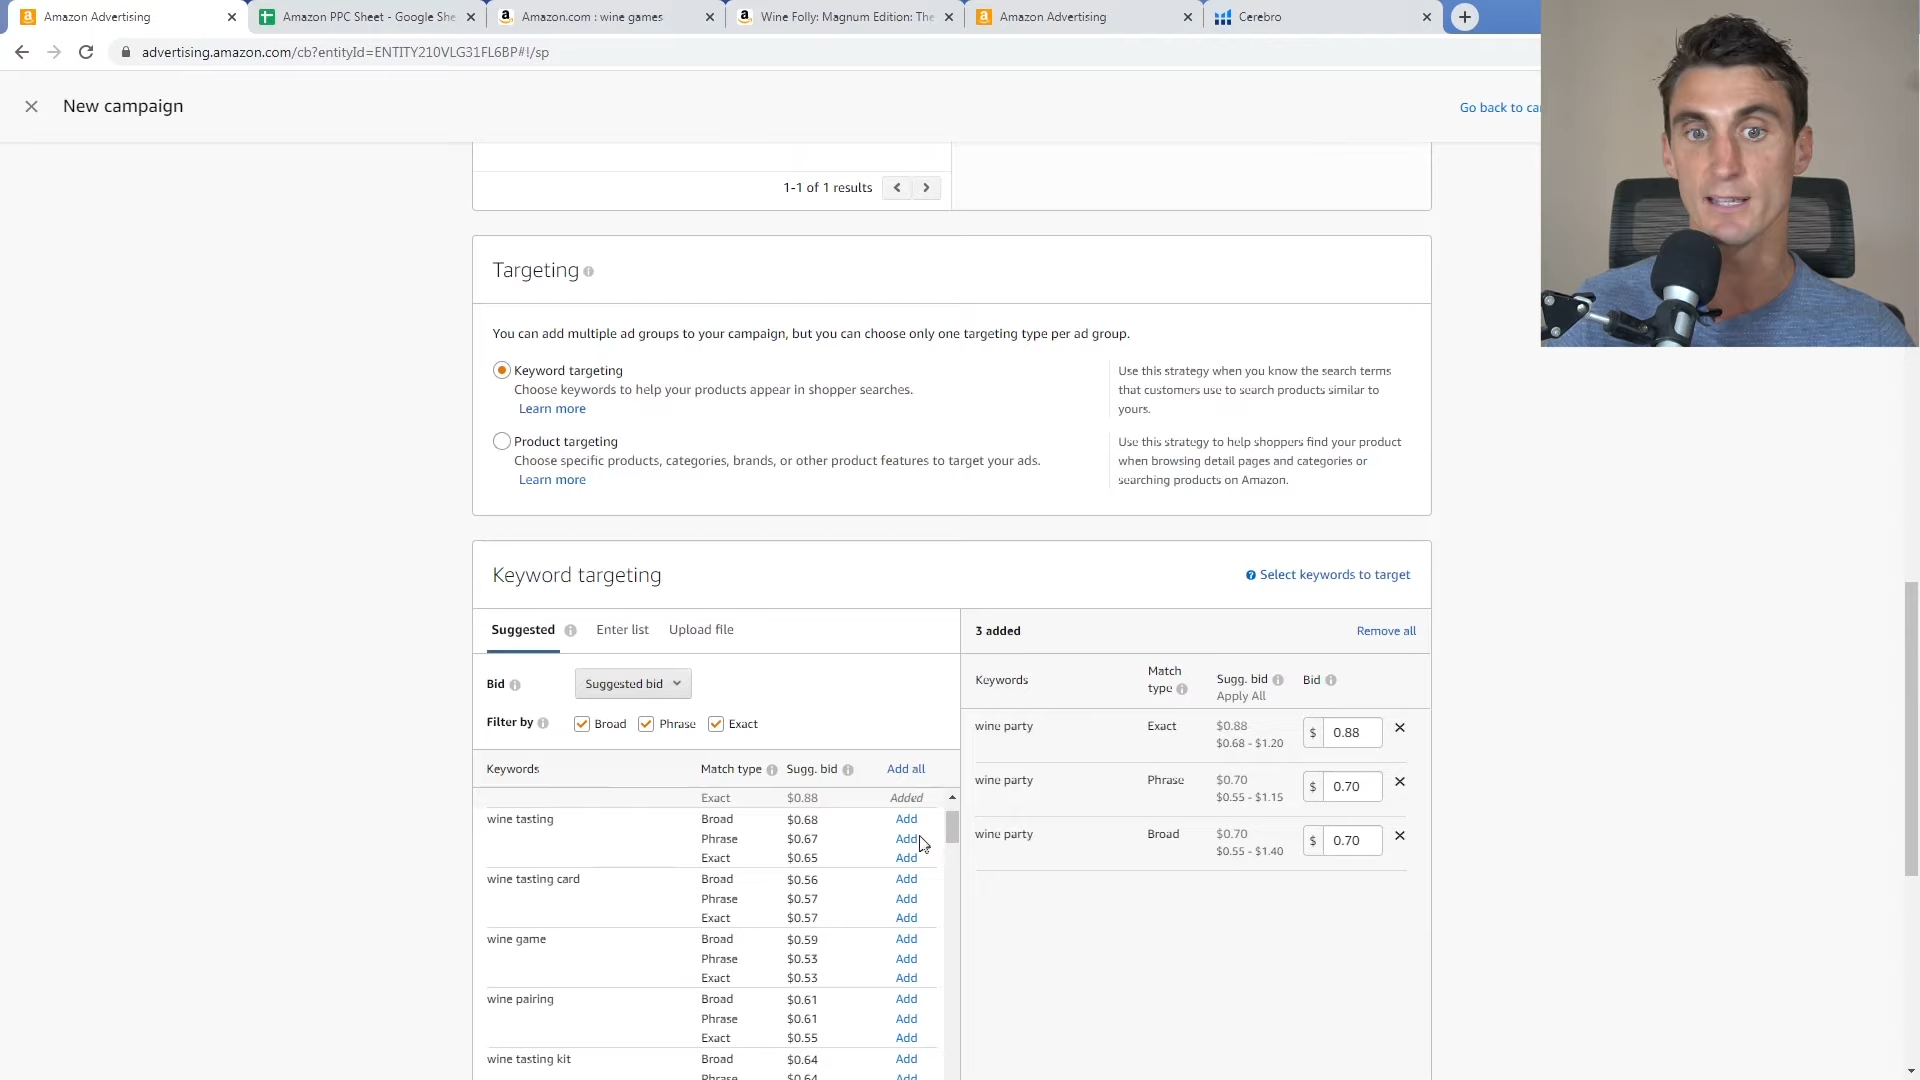 Amazon Advertising
Amazon PPC Sheet - Google She
Amazon.com : wine games
Wine Folly: Magnum Edition: The
Amazon Advertising
Cerebro
advertising.amazon.com/cb?entityId=ENTITY210VLG31FL6BP#!/sp
New campaign
Go back to ca
1-1 of 1 results
Targeting
You can add multiple ad groups to your campaign, but you can choose only one targeting type per ad group.
Keyword targeting
Choose keywords to help your products appear in shopper searches.
Learn more
Use this strategy when you know the search terms
that customers use to search products similar to
yours.
Product targeting
Choose specific products, categories, brands, or other product features to target your ads.
Learn more
Use this strategy to help shoppers find your product
when browsing detail pages and categories or
searching products on Amazon.
Keyword targeting
Select keywords to target
Suggested Enter list Upload file
Bid Suggested bid
Filter by Broad Phrase Exact
Keywords Match type Sugg. bid Add all
Exact $0.88 Added
wine tasting Broad $0.68 Add
Phrase $0.67 Add
Exact $0.65 Add
wine tasting card Broad $0.56 Add
Phrase $0.57 Add
Exact $0.57 Add
wine game Broad $0.59 Add
Phrase $0.53 Add
Exact $0.53 Add
wine pairing Broad $0.61 Add
Phrase $0.61 Add
Exact $0.55 Add
wine tasting kit Broad $0.64 Add
Phrase $0.64 Add
3 added Remove all
Keywords Match type Sugg. bid Bid
Apply All
wine party Exact $0.88 $ 0.88
$0.68 - $1.20
wine party Phrase $0.70 $ 0.70
$0.55 - $1.15
wine party Broad $0.70 $ 0.70
$0.55 - $1.40